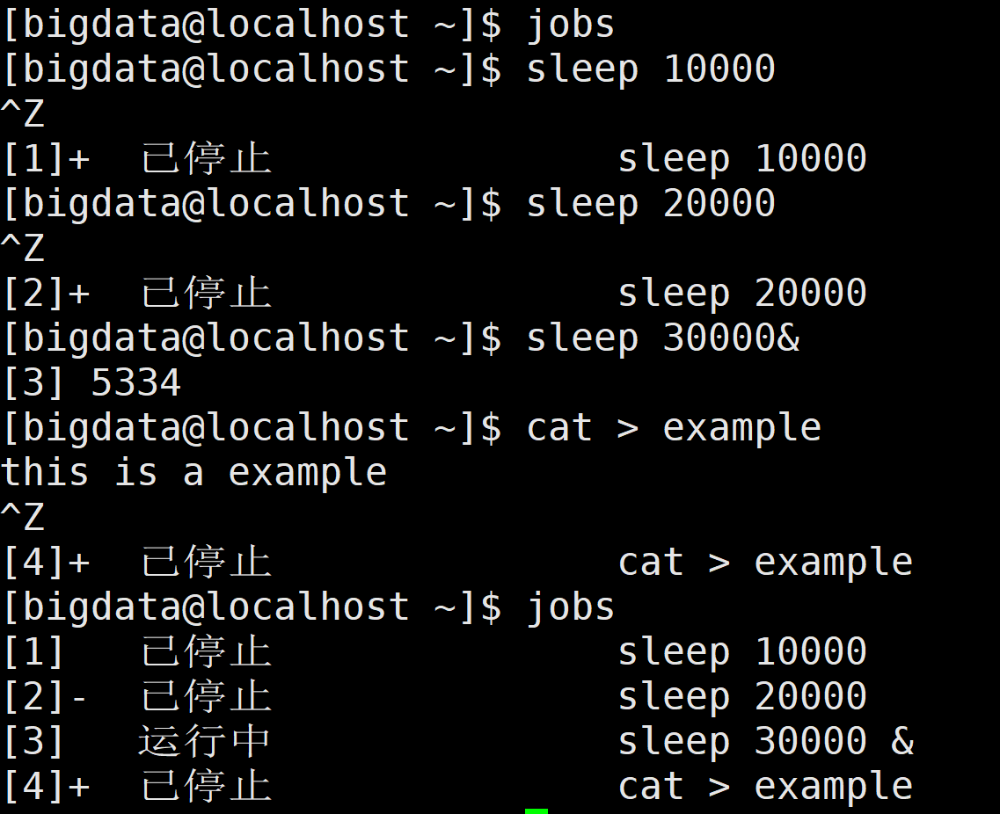 [bigdata@localhost ~]$ jobs
[bigdata@localhost ~]$ sleep 10000
^Z
[1]+  已停止               sleep 10000
[bigdata@localhost ~]$ sleep 20000
^Z
[2]+  已停止               sleep 20000
[bigdata@localhost ~]$ sleep 30000&
[3] 5334
[bigdata@localhost ~]$ cat > example
this is a example
^Z
[4]+  已停止               cat > example
[bigdata@localhost ~]$ jobs
[1]   已停止               sleep 10000
[2]-  已停止               sleep 20000
[3]   运行中               sleep 30000 &
[4]+  已停止               cat > example